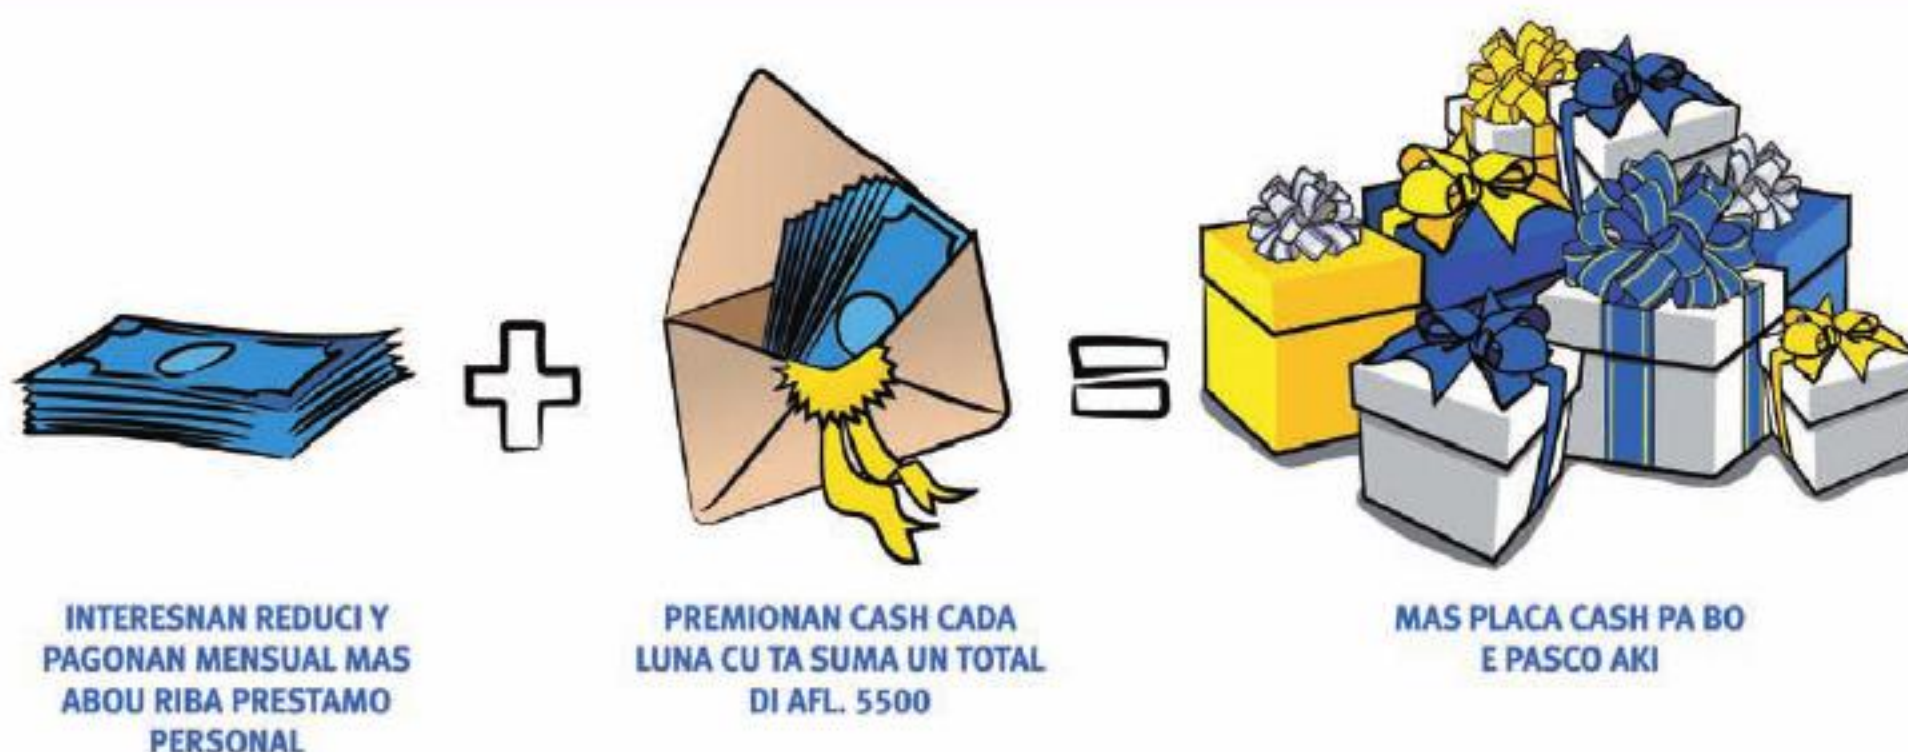 INTERESNAN REDUCI Y
PAGONAN MENSUAL MAS
ABOU RIBA PRESTAMO
PERSONAL
PREMIONAN CASH CADA
LUNA CU TA SUMA UN TOTAL
DI AFL. 5500
MAS PLACA CASH PA BO
E PASCO AKI